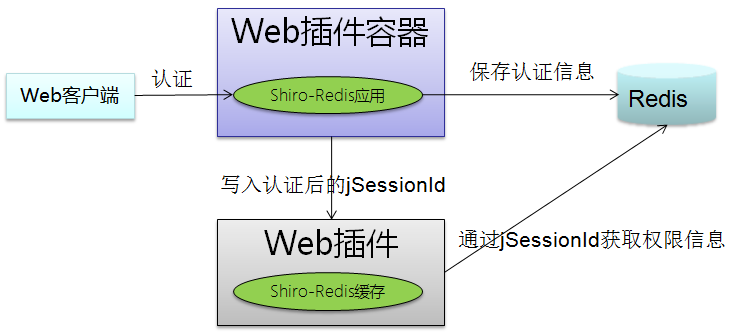 Web插件容器
认证
保存认证信息
Web客户端
Shiro-Redis应用
Redis
写入认证后的jSessionId
Web插件
通过jSessionId获取权限信息
Shiro-Redis缓存